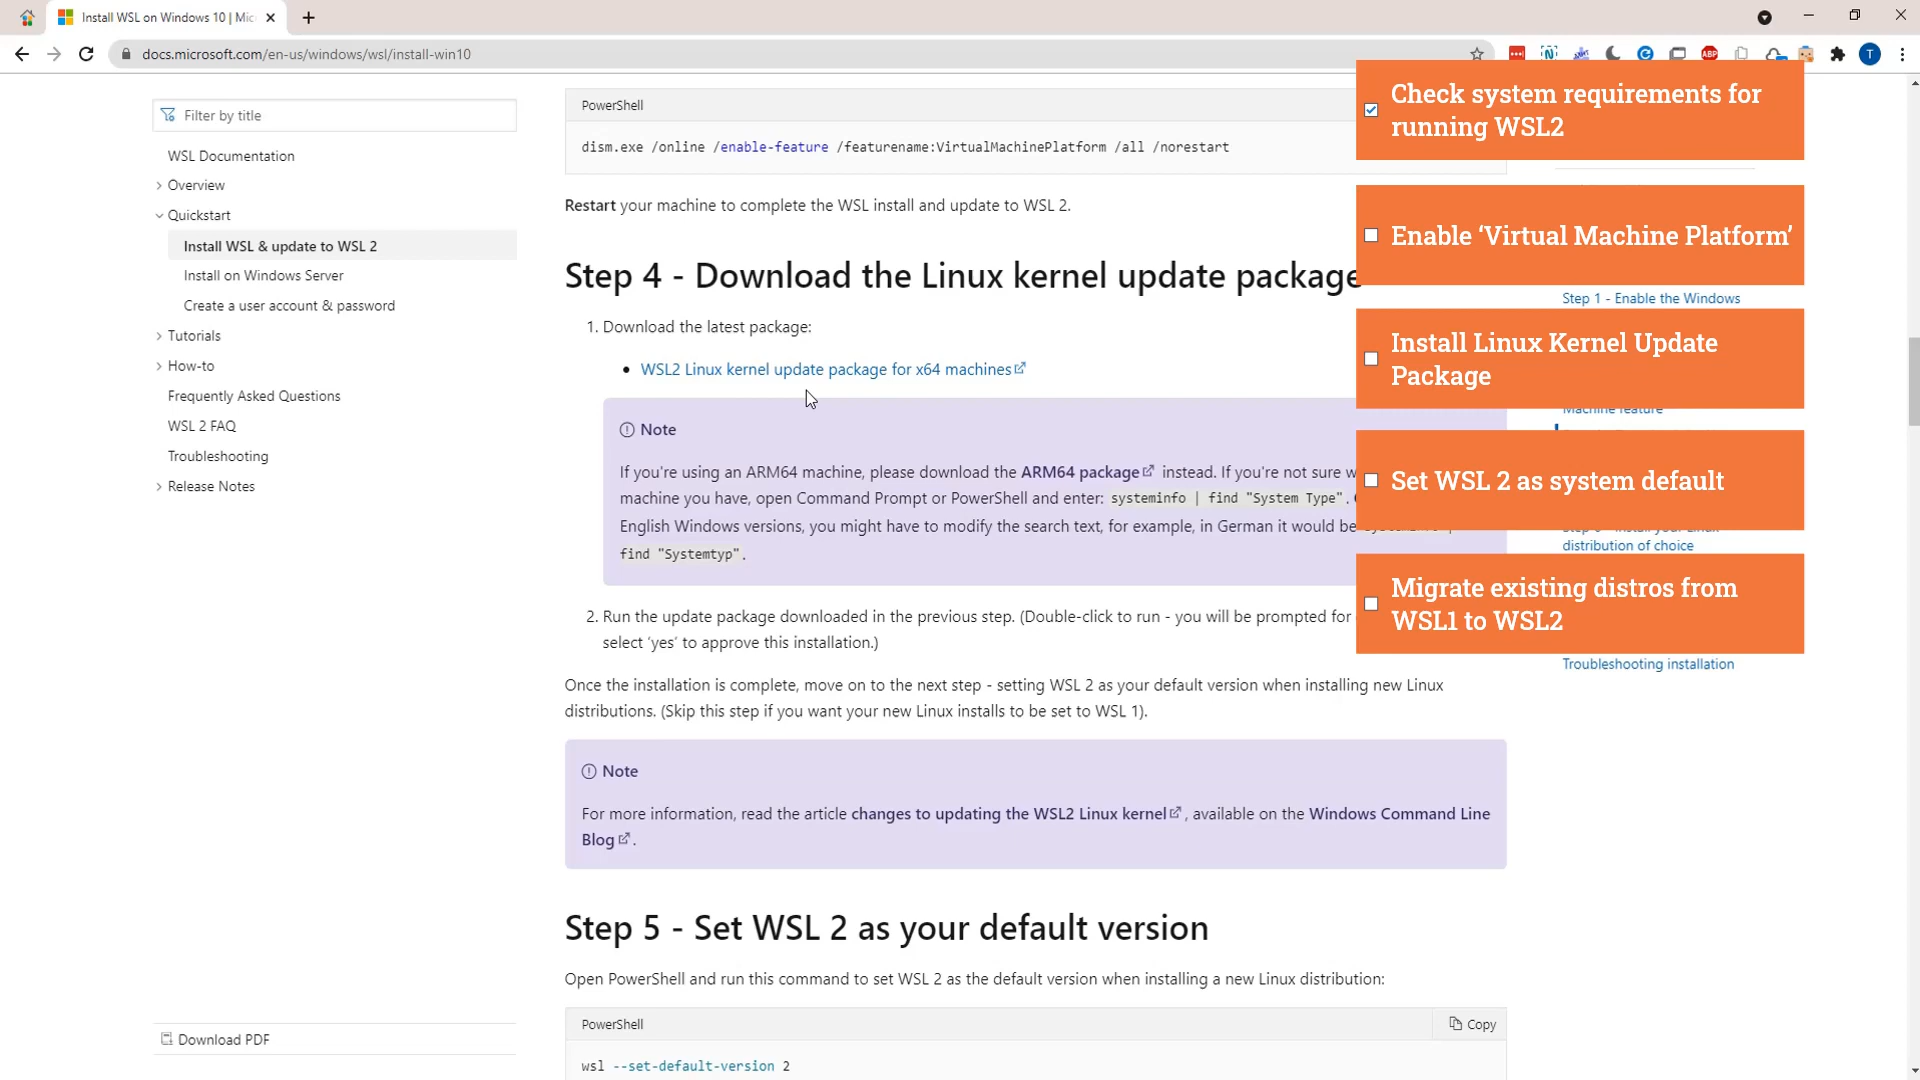 Install WSL on Windows 10 | Mic
docs.microsoft.com/en-us/windows/wsl/install-win10
T
Filter by title
WSL Documentation
Overview
Quickstart
Install WSL & update to WSL 2
Install on Windows Server
Create a user account & password
Tutorials
How-to
Frequently Asked Questions
WSL 2 FAQ
Troubleshooting
Release Notes
Download PDF
PowerShell
dism.exe /online /enable-feature /featurename:VirtualMachinePlatform /all /norestart
Restart your machine to complete the WSL install and update to WSL 2.
Step 4 - Download the Linux kernel update package
1. Download the latest package:
• WSL2 Linux kernel update package for x64 machines
Note
If you're using an ARM64 machine, please download the ARM64 package instead. If you're not sure w
machine you have, open Command Prompt or PowerShell and enter: systeminfo | find "System Type".
English Windows versions, you might have to modify the search text, for example, in German it would be
find "Systemtyp".
2. Run the update package downloaded in the previous step. (Double-click to run - you will be prompted for
select ‘yes’ to approve this installation.)
Once the installation is complete, move on to the next step - setting WSL 2 as your default version when installing new Linux
distributions. (Skip this step if you want your new Linux installs to be set to WSL 1).
Note
For more information, read the article changes to updating the WSL2 Linux kernel, available on the Windows Command Line
Blog.
Step 5 - Set WSL 2 as your default version
Open PowerShell and run this command to set WSL 2 as the default version when installing a new Linux distribution:
PowerShell
Copy
wsl --set-default-version 2
Check system requirements for
running WSL2
Enable ‘Virtual Machine Platform’
Step 1 - Enable the Windows
Install Linux Kernel Update
Package
Machine feature
Set WSL 2 as system default
distribution of choice
Migrate existing distros from
WSL1 to WSL2
Troubleshooting installation